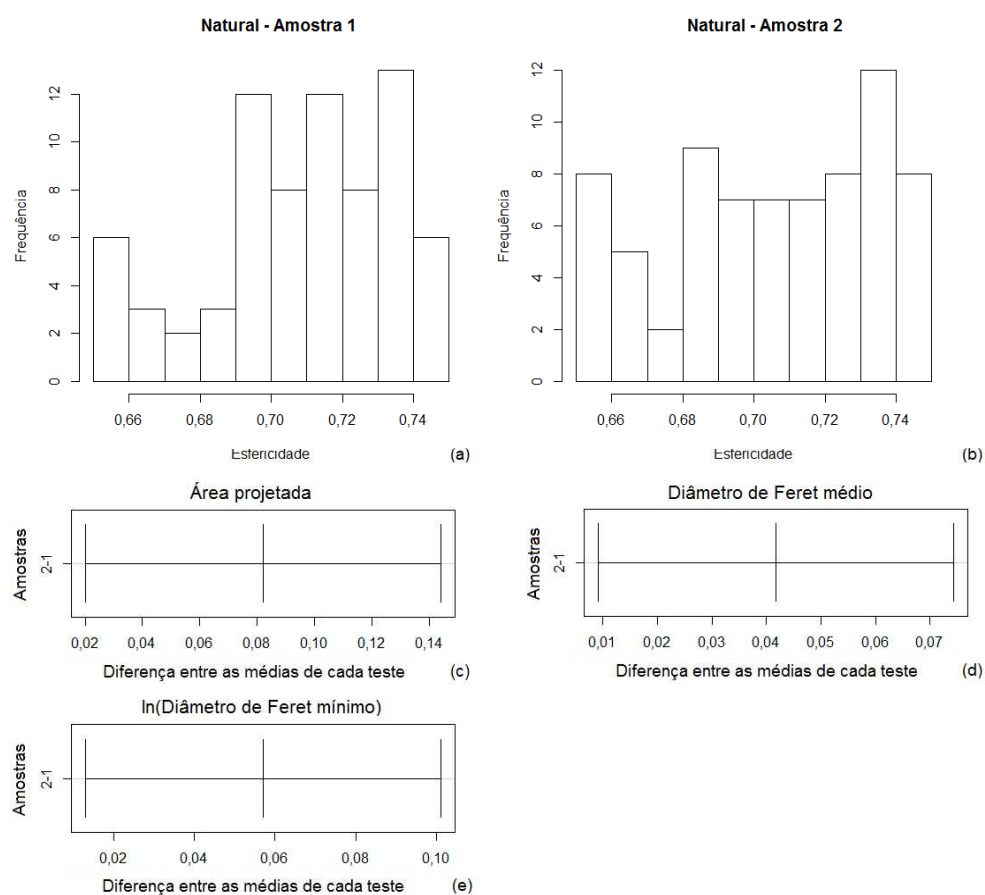 Natural - Amostra 1
Frequência
12
10
8
6
4
2
0
0,66 0,68 0,70 0,72 0,74
Esfericidade
(a)
Natural - Amostra 2
Frequência
12
10
8
6
4
2
0
0,66 0,68 0,70 0,72 0,74
Esfericidade
(b)
Área projetada
Amostras
2-1
0,02 0,04 0,06 0,08 0,10 0,12 0,14
Diferença entre as médias de cada teste
(c)
Diâmetro de Feret médio
Amostras
2-1
0,01 0,02 0,03 0,04 0,05 0,06 0,07
Diferença entre as médias de cada teste
(d)
ln(Diâmetro de Feret mínimo)
Amostras
2-1
0,02 0,04 0,06 0,08 0,10
Diferença entre as médias de cada teste
(e)